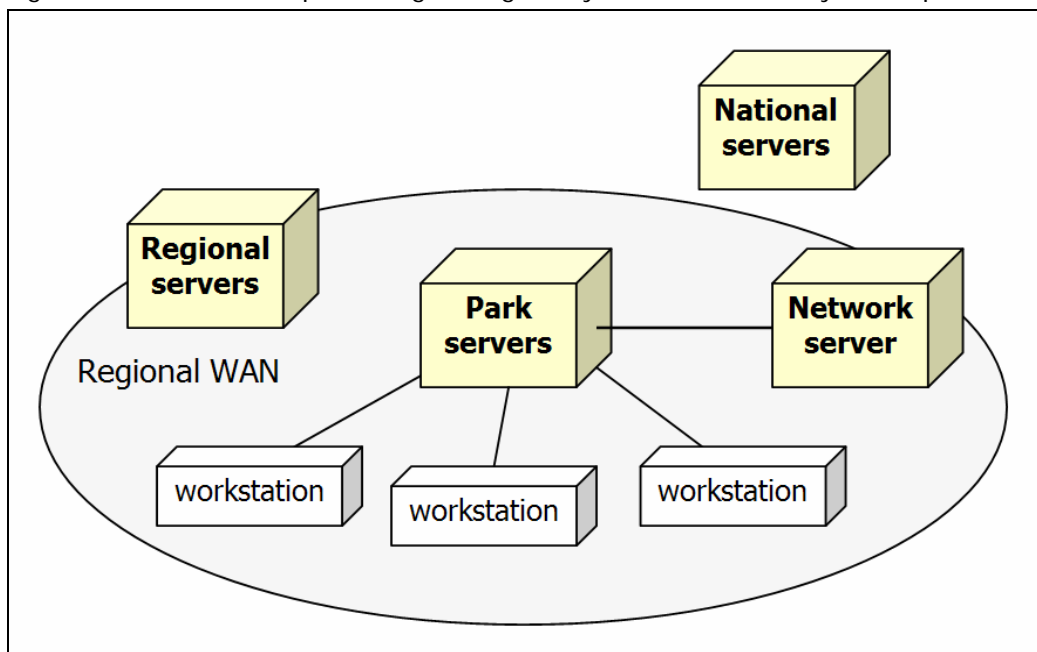 National
servers
Regional
servers
Park
servers
Network
server
Regional WAN
workstation
workstation
workstation